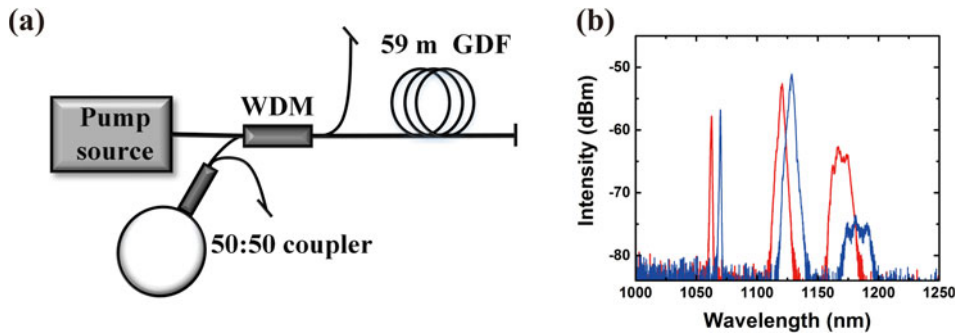 (a)
59 m GDF
WDM
Pump
source
50:50 coupler
(b)
Intensity (dBm)
-50
-60
-70
-80
1000 1050 1100 1150 1200 1250
Wavelength (nm)